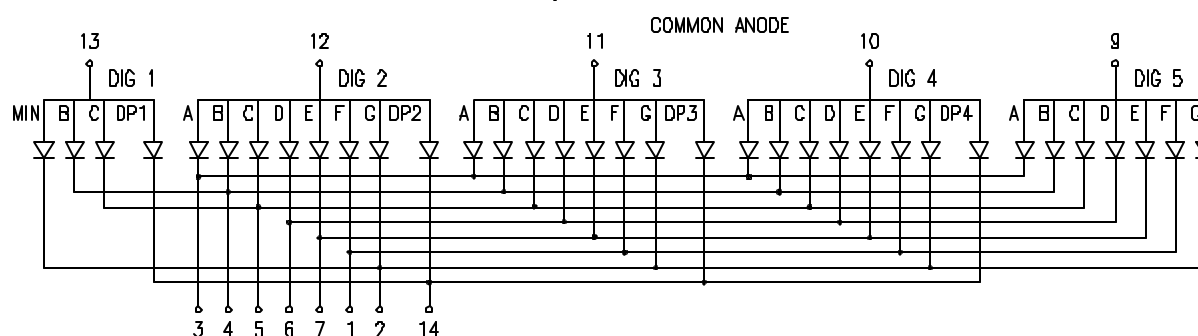 COMMON ANODE
13 12 11 10 9
DIG 1 DIG 2 DIG 3 DIG 4 DIG 5
MIN B C DP1 A B C D E F G DP2 A B C D E F G DP3 A B C D E F G DP4 A B C D E F G
3 4 5 6 7 1 2 14